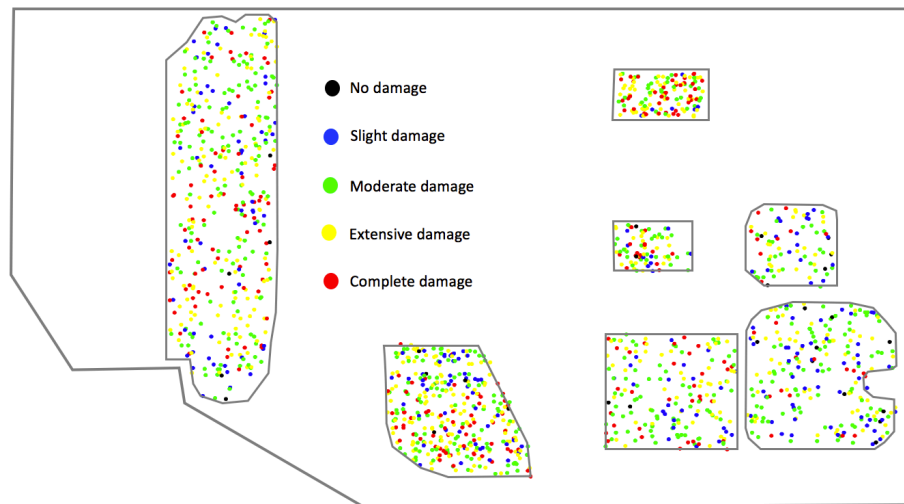 No damage
Slight damage
Moderate damage
Extensive damage
Complete damage